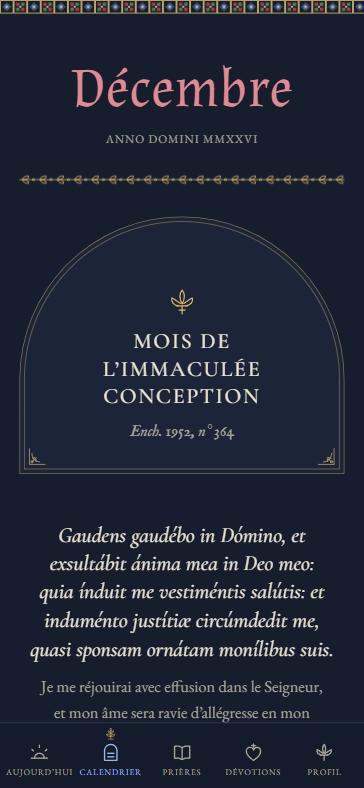 Décembre
ANNO DOMINI MMXXVI
MOIS DE
L’IMMACULÉE
CONCEPTION
Ench. 1952, n° 364
Gaudens gaudébo in Dómino, et
exsultábit ánima mea in Deo meo:
quia índuit me vestiméntis salútis: et
induménto justítiæ circúmdedit me,
quasi sponsam ornátam monílibus suis.
Je me réjouirai avec effusion dans le Seigneur,
et mon âme sera ravie d’allégresse en mon
AUJOURD’HUI
CALENDRIER
PRIÈRES
DÉVOTIONS
PROFIL